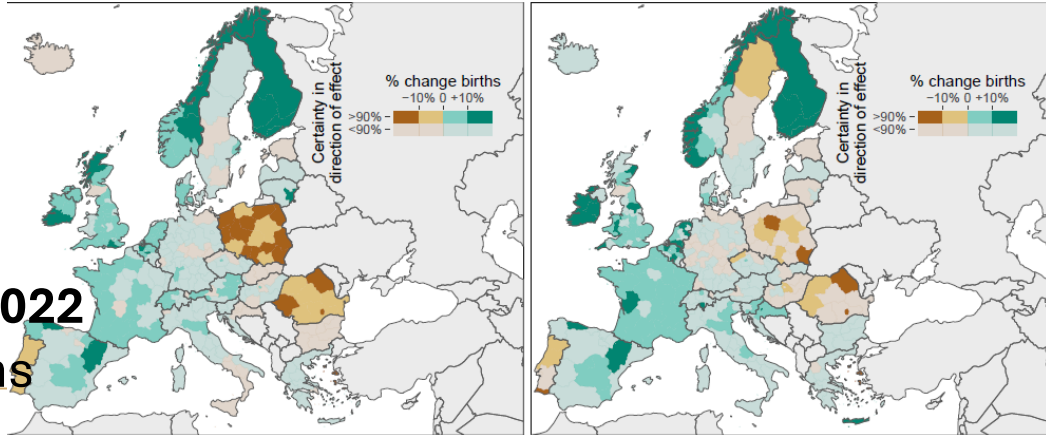 % change births
−10% 0 +10%
>90%
<90%
Certainty in
direction of effect
% change births
−10% 0 +10%
>90%
<90%
Certainty in
direction of effect
022